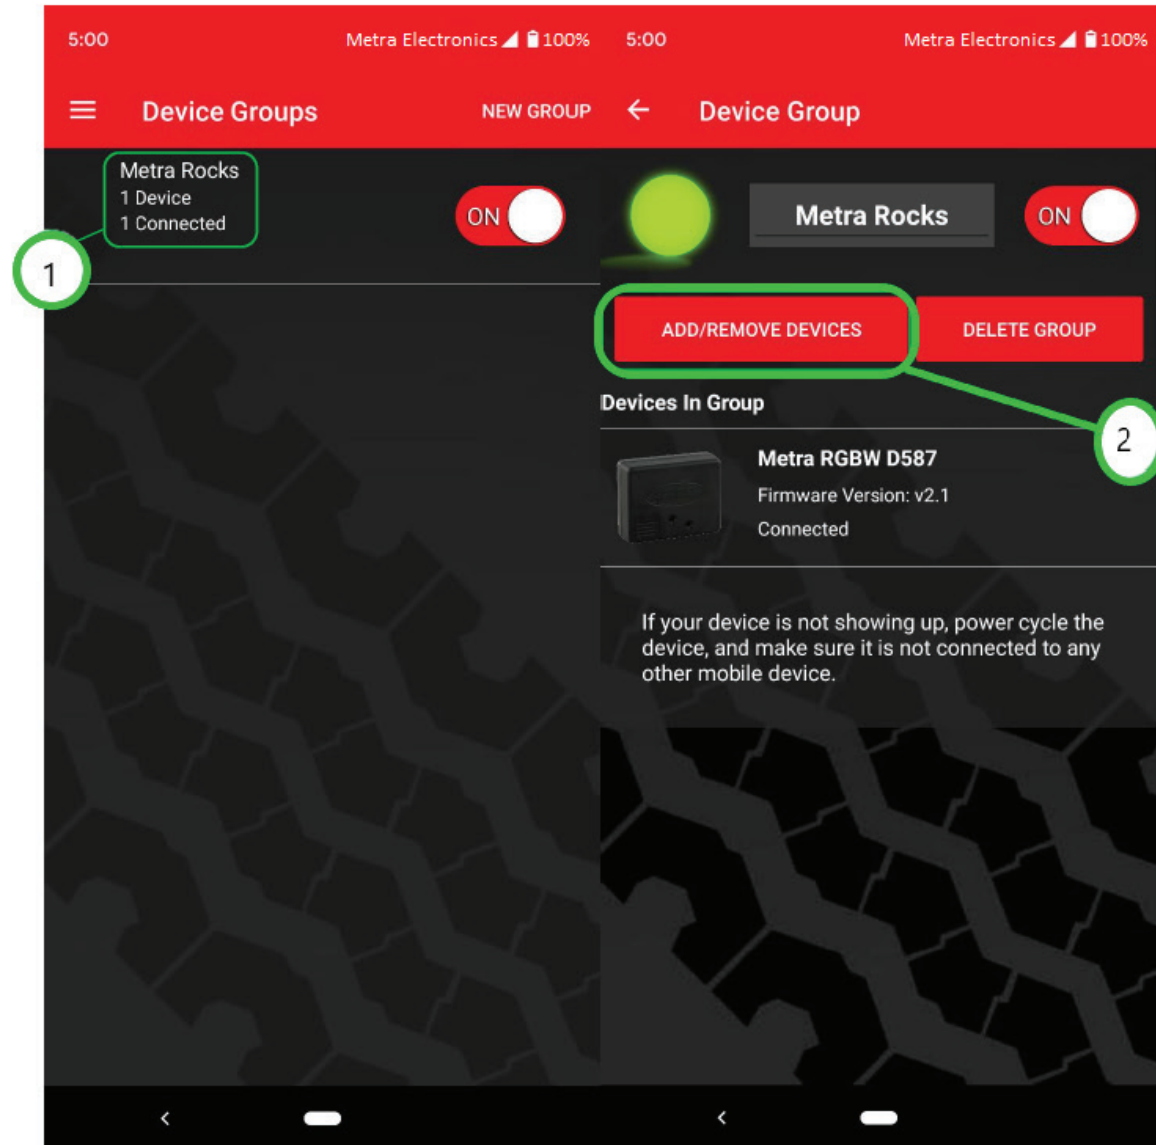 5:00
Metra Electronics 100%
Device Groups
NEW GROUP
Metra Rocks
1 Device
1 Connected
ON
1
5:00
Metra Electronics 100%
Device Group
Metra Rocks
ON
ADD/REMOVE DEVICES
DELETE GROUP
2
Devices In Group
Metra RGBW D587
Firmware Version: v2.1
Connected
If your device is not showing up, power cycle the
device, and make sure it is not connected to any
other mobile device.